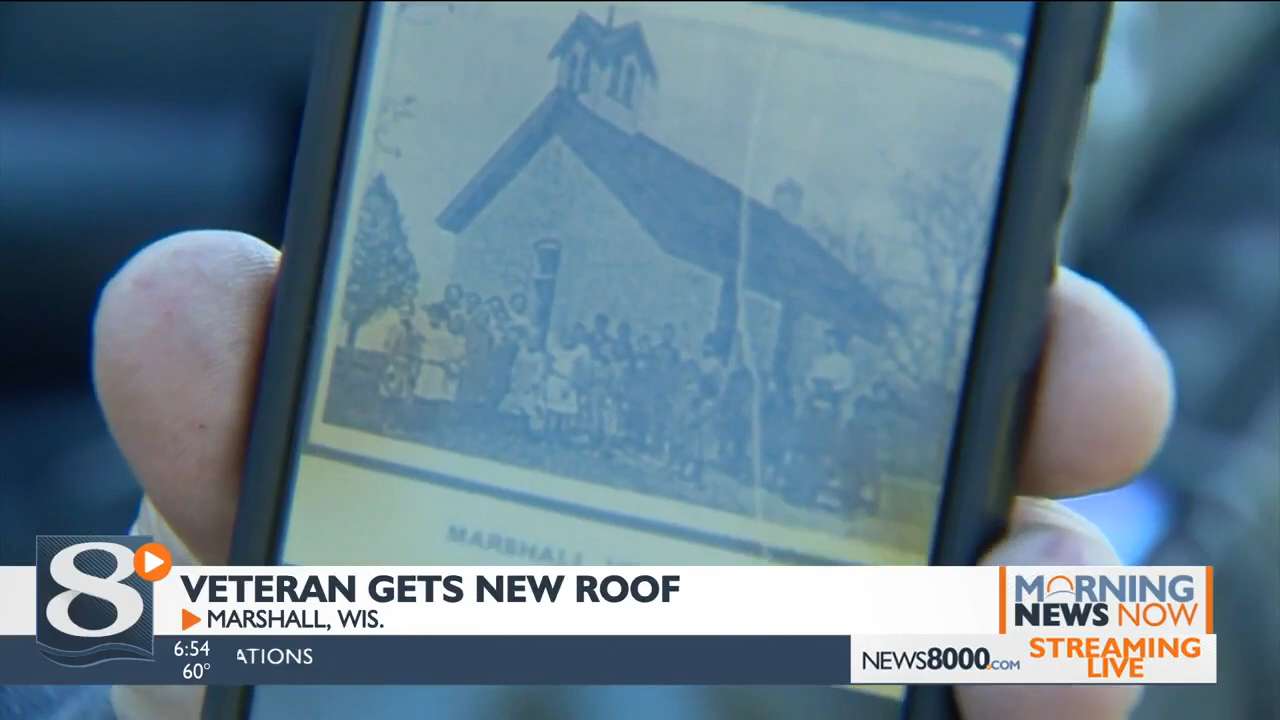 MARSHALL
8
VETERAN GETS NEW ROOF
MARSHALL, WIS.
6:54
60°
ATIONS
MORNING
NEWS NOW
NEWS8000.COM
STREAMING
LIVE